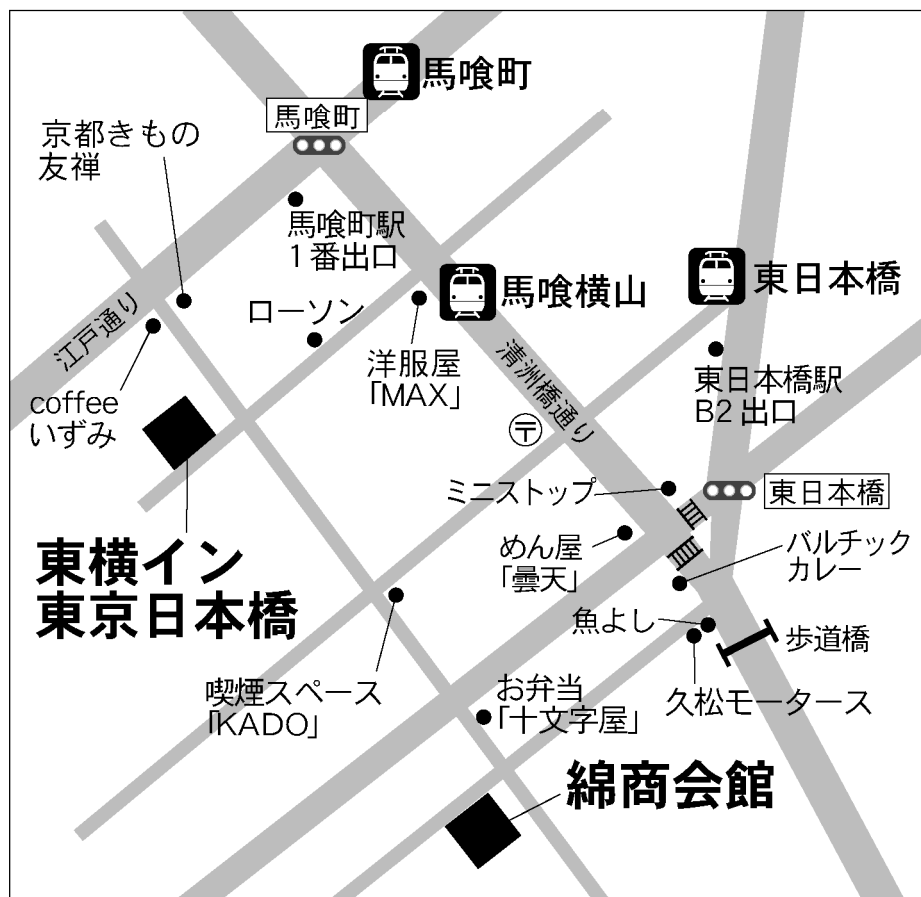 馬喰町
馬喰町
京都きもの
友禅
馬喰町駅
1番出口
馬喰横山
東日本橋
ローソン
江戸通り
洋服屋
「MAX」
清洲橋通り
東日本橋駅
B2出口
coffee
いずみ
〒
ミニストップ
東日本橋
東横イン
東京日本橋
めん屋
「曇天」
バルチック
カレー
魚よし
歩道橋
喫煙スペース
「KADO」
お弁当
「十文字屋」
久松モータース
綿商会館